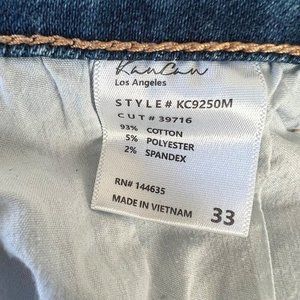 KanCan
Los Angeles
STYLE# KC9250M
CUT# 39716
93% COTTON
5% POLYESTER
2% SPANDEX
RN# 144635
MADE IN VIETNAM 33